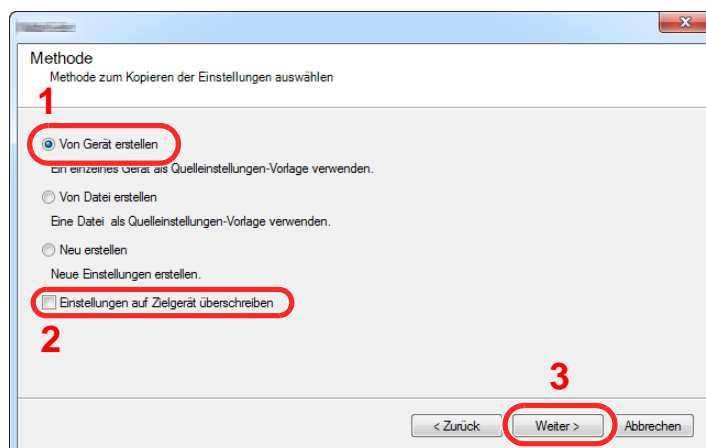 Methode
Methode zum Kopieren der Einstellungen auswählen
1
Von Gerät erstellen
Ein einzelnes Gerät als Quelleinstellungen-Vorlage verwenden.
Von Datei erstellen
Eine Datei als Quelleinstellungen-Vorlage verwenden.
Neu erstellen
Neue Einstellungen erstellen.
Einstellungen auf Zielgerät überschreiben
2
3
< Zurück Weiter > Abbrechen